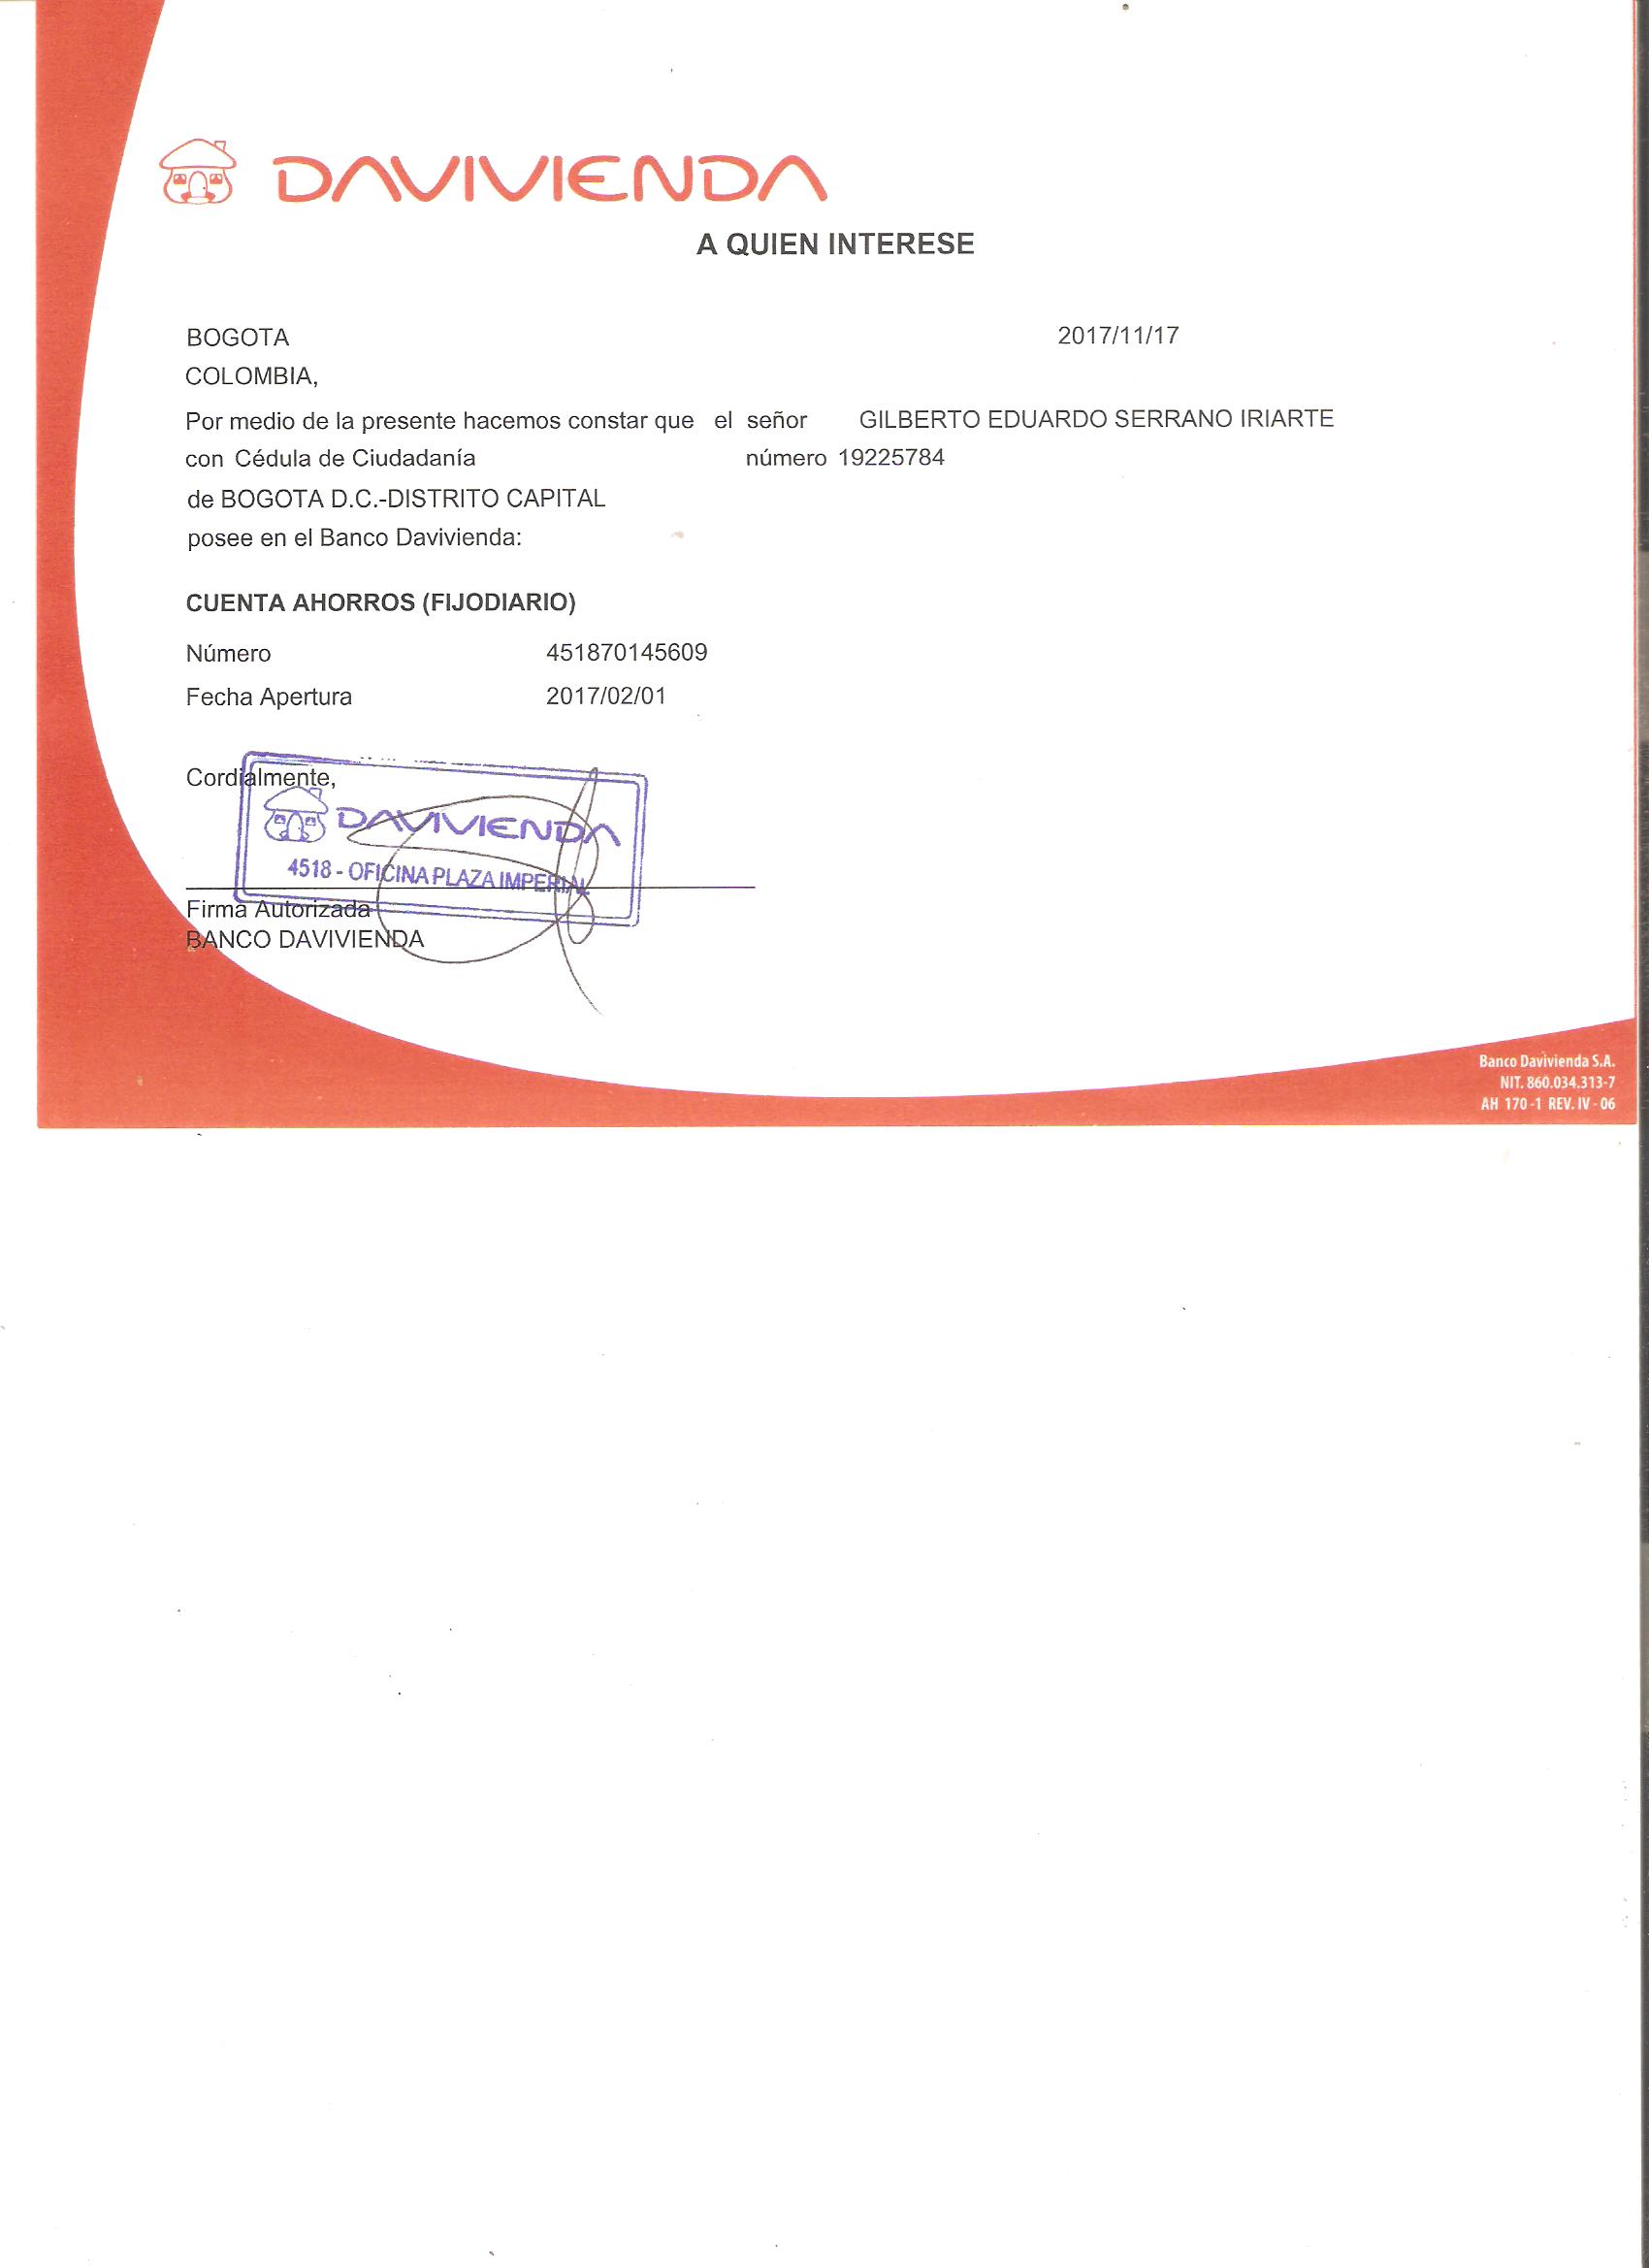 DAVIVIENDA
A QUIEN INTERESE
BOGOTA 2017/11/17
COLOMBIA,
Por medio de la presente hacemos constar que el señor GILBERTO EDUARDO SERRANO IRIARTE
con Cédula de Ciudadanía número 19225784
de BOGOTA D.C.-DISTRITO CAPITAL
posee en el Banco Davivienda:
CUENTA AHORROS (FIJODIARIO)
Número 451870145609
Fecha Apertura 2017/02/01
Cordialmente,
DAVIVIENDA
4518 - OFICINA PLAZA IMPERIAL
Firma Autorizada
BANCO DAVIVIENDA
Banco Davivienda S.A.
NIT. 860.034.313-7
AH 170 -1 REV. IV - 06